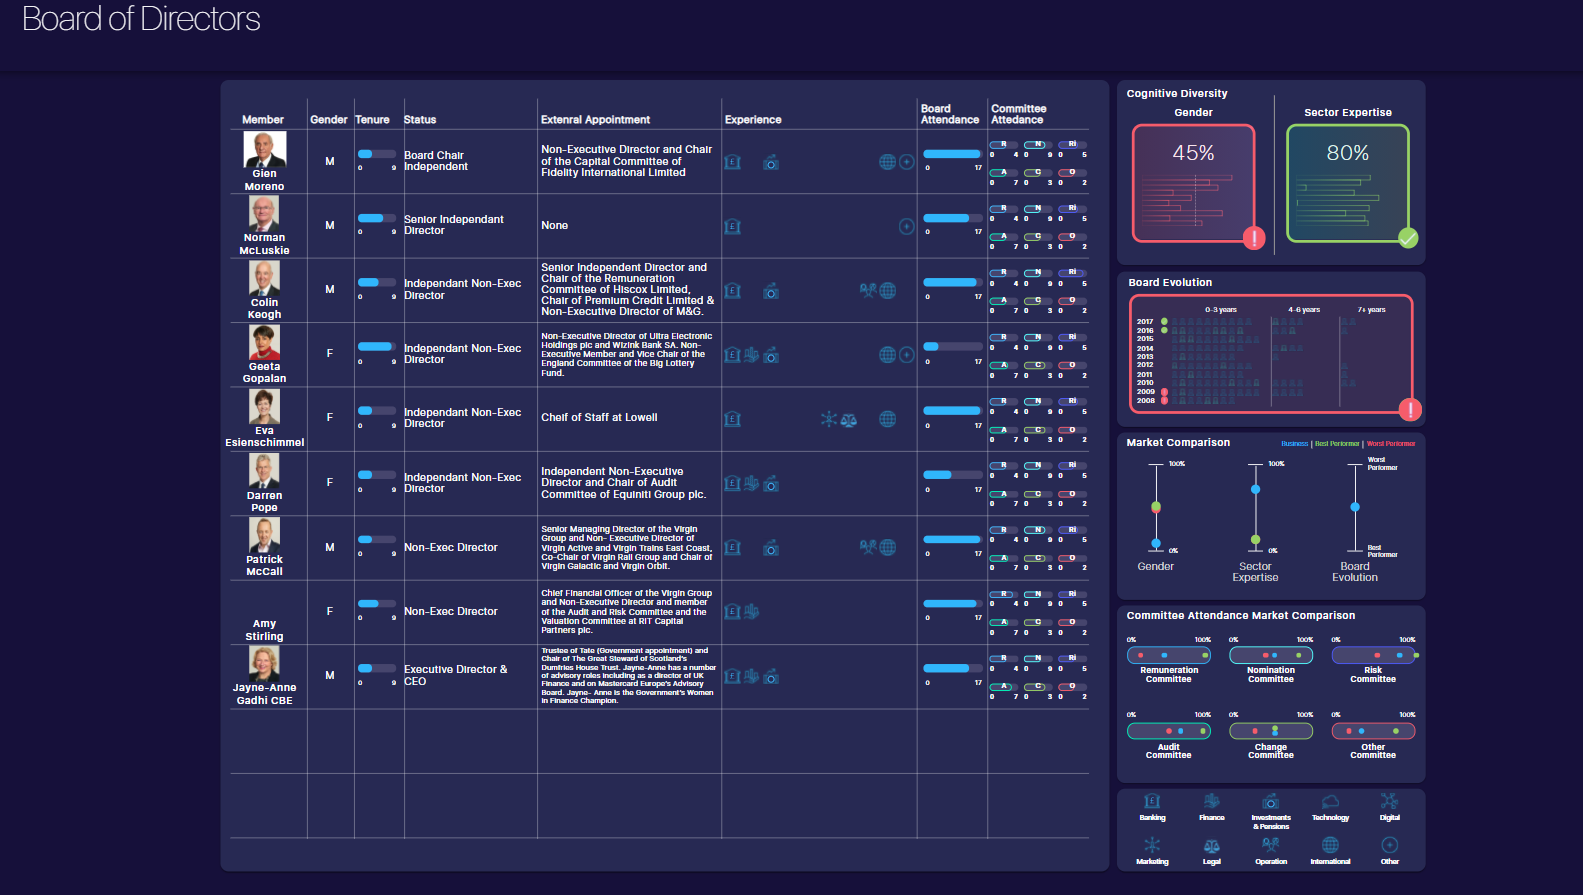 Board of Directors
Member
Gender
Tenure
Status
Extenral Appointment
Experience
Board
Attendance
Committee
Attedance
Glen
Moreno
M
0 9
Board Chair
Independent
Non-Executive Director and Chair
of the Capital Committee of
Fidelity International Limited
0 17
R N Ri
0 4 0 9 0 5
A C O
0 7 0 3 0 2
Norman
McLuskie
M
0 9
Senior Independant
Director
None
0 17
R N Ri
0 4 0 9 0 5
A C O
0 7 0 3 0 2
Colin
Keogh
M
0 9
Independant Non-Exec
Director
Senior Independent Director and
Chair of the Remuneration
Committee of Hiscox Limited,
Chair of Premium Credit Limited &
Non-Executive Director of M&G.
0 17
R N Ri
0 4 0 9 0 5
A C O
0 7 0 3 0 2
Geeta
Gopalan
F
0 9
Independant Non-Exec
Director
Non-Executive Director of Ultra Electronic
Holdings plc and Wizink Bank SA. Non-
Executive Member and Vice Chair of the
England Committee of the Big Lottery
Fund.
0 17
R N Ri
0 4 0 9 0 5
A C O
0 7 0 3 0 2
Eva
Esienschimmel
F
0 9
Independant Non-Exec
Director
Cheif of Staff at Lowell
0 17
R N Ri
0 4 0 9 0 5
A C O
0 7 0 3 0 2
Darren
Pope
F
0 9
Independant Non-Exec
Director
Independent Non-Executive
Director and Chair of Audit
Committee of Equiniti Group plc.
0 17
R N Ri
0 4 0 9 0 5
A C O
0 7 0 3 0 2
Patrick
McCall
M
0 9
Non-Exec Director
Senior Managing Director of the Virgin
Group and Non- Executive Director of
Virgin Active and Virgin Trains East Coast,
Co-Chair of Virgin Rail Group and Chair of
Virgin Galactic and Virgin Orbit.
0 17
R N Ri
0 4 0 9 0 5
A C O
0 7 0 3 0 2
Amy
Stirling
F
0 9
Non-Exec Director
Chief Financial Officer of the Virgin Group
and Non-Executive Director and member
of the Audit and Risk Committee and the
Valuation Committee at RIT Capital
Partners plc.
0 17
R N Ri
0 4 0 9 0 5
A C O
0 7 0 3 0 2
Jayne-Anne
Gadhi CBE
M
0 9
Executive Director &
CEO
Trustee of Tate (Government appointment) and
Chair of The Great Steward of Scotland's
Dumfries House Trust. Jayne-Anne has a number
of advisory roles including as a director of UK
Finance and on Mastercard Europe's Advisory
Board. Jayne- Anne is the Government's Women
in Finance Champion.
0 17
R N Ri
0 4 0 9 0 5
A C O
0 7 0 3 0 2
Cognitive Diversity
Gender
Sector Expertise
45%
80%
Board Evolution
0-3 years 4-6 years 7+ years
2017
2016
2015
2014
2013
2012
2011
2010
2009
2008
Market Comparison
Business | Best Performer | Worst Performer
100%
0%
Gender
100%
0%
Sector
Expertise
Worst
Performer
Best
Performer
Board
Evolution
Committee Attendance Market Comparison
0% 100%
Remuneration
Committee
0% 100%
Nomination
Committee
0% 100%
Risk
Committee
0% 100%
Audit
Committee
0% 100%
Change
Committee
0% 100%
Other
Committee
Banking
Finance
Investments
& Pensions
Technology
Digital
Marketing
Legal
Operation
International
Other